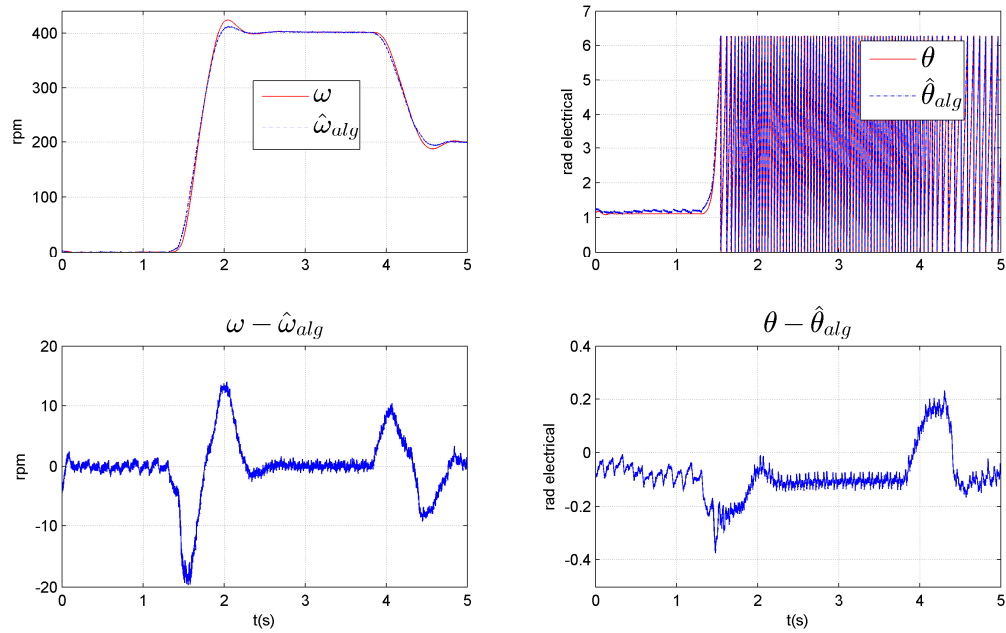 400
300
200
100
0
rpm
0 1 2 3 4 5
ω
ω̂alg
7
6
5
4
3
2
1
0
rad electrical
0 1 2 3 4 5
θ
θ̂alg
ω − ω̂alg
20
10
0
-10
-20
rpm
0 1 2 3 4 5
t(s)
θ − θ̂alg
0.4
0.2
0
-0.2
-0.4
rad electrical
0 1 2 3 4 5
t(s)